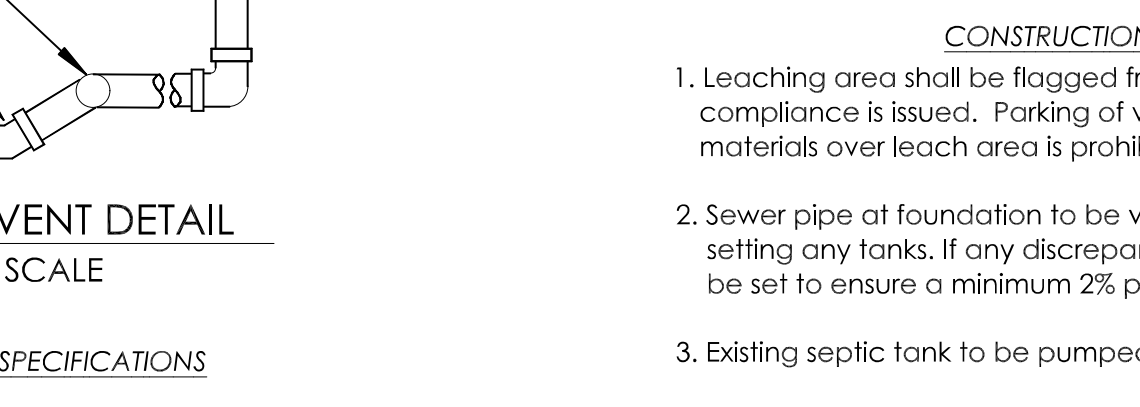 VENT DETAIL
SCALE
SPECIFICATIONS
CONSTRUCTION
1. Leaching area shall be flagged
compliance is issued. Parking of
materials over leach area is
2. Sewer pipe at foundation to be
setting any tanks. If any
be set to ensure a minimum 2%
3. Existing septic tank to be pumped